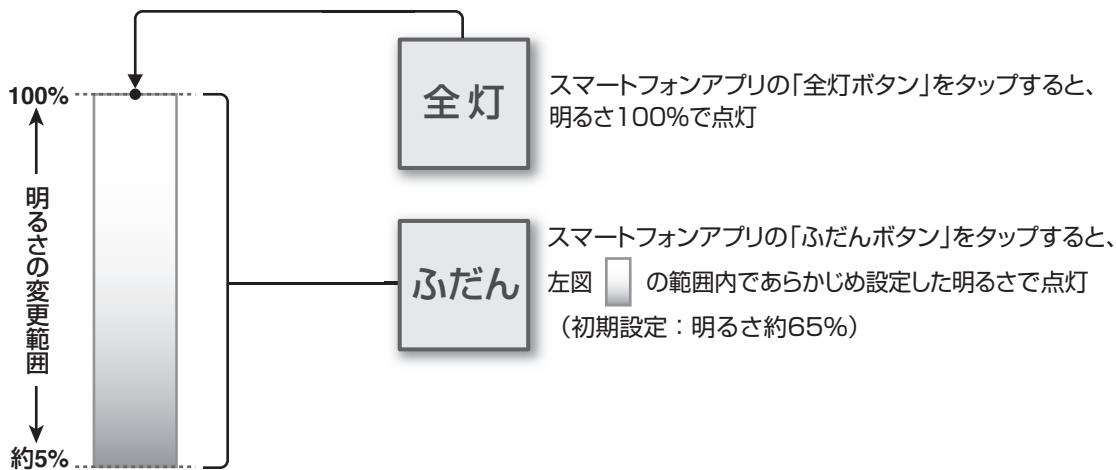 100%
明るさの変更範囲
約5%
全灯
スマートフォンアプリの「全灯ボタン」をタップすると、
明るさ100%で点灯
ふだん
スマートフォンアプリの「ふだんボタン」をタップすると、
左図 の範囲内であらかじめ設定した明るさで点灯
（初期設定：明るさ約65%）